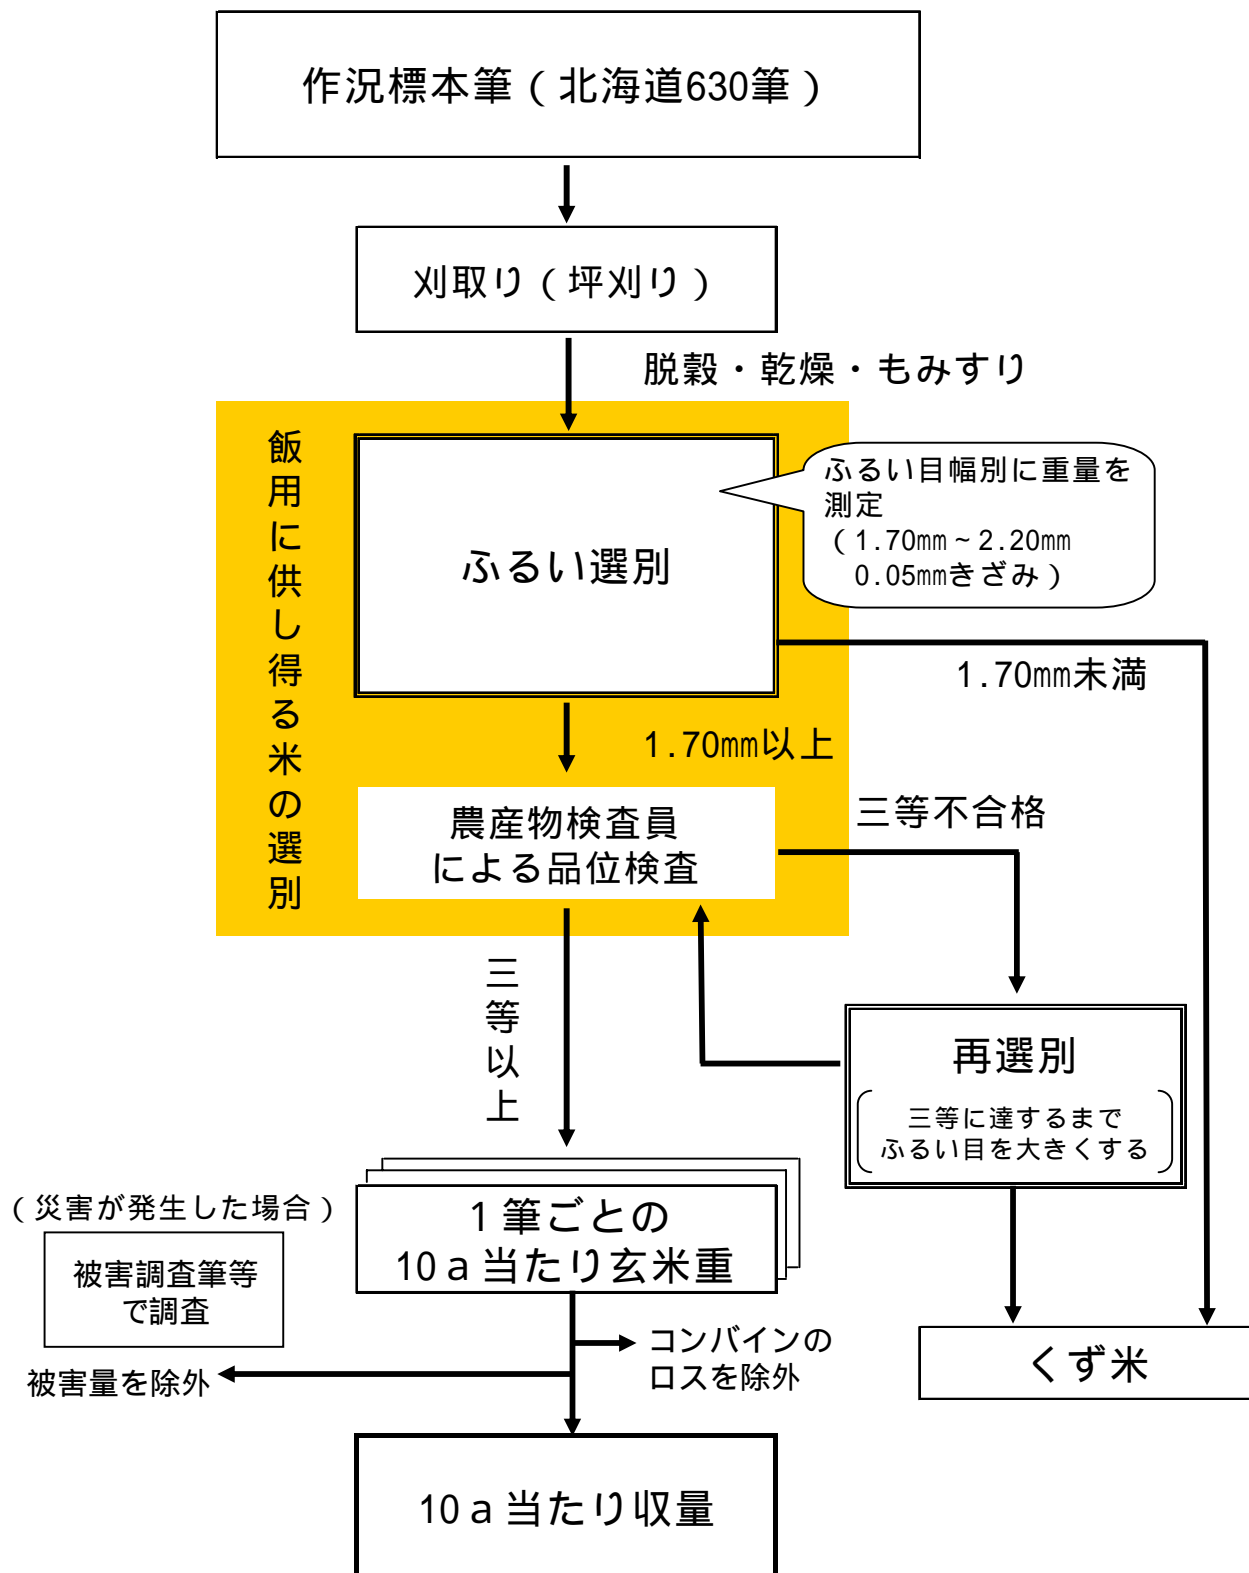 作況標本筆（北海道630筆）
刈取り（坪刈り）
脱穀・乾燥・もみすり
飯用に供し得る米の選別
ふるい選別
ふるい目幅別に重量を
測定
（1.70㎜～2.20㎜
0.05㎜きざみ）
1.70㎜未満
1.70㎜以上
農産物検査員
による品位検査
三等不合格
三等以上
再選別
三等に達するまで
ふるい目を大きくする
（災害が発生した場合）
被害調査筆等
で調査
１筆ごとの
10ａ当たり玄米重
コンバインの
ロスを除外
被害量を除外
くず米
10ａ当たり収量